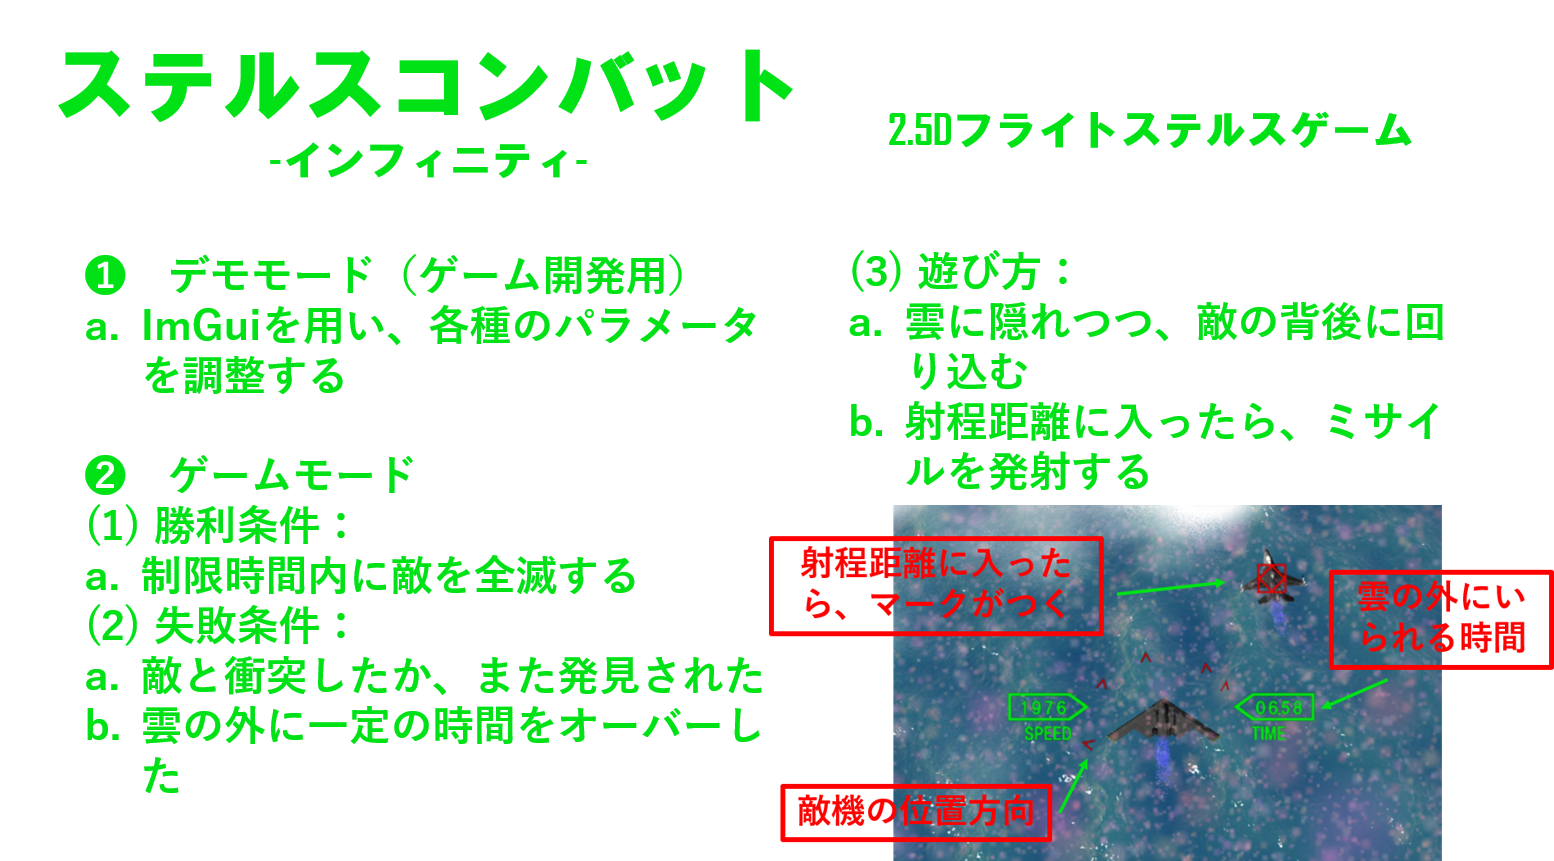 ステルスコンバット
-インフィニティ-
2.5Dフライトステルスゲーム
❶　デモモード（ゲーム開発用）
a. ImGuiを用い、各種のパラメータ
を調整する
❷　ゲームモード
(1) 勝利条件：
a. 制限時間内に敵を全滅する
(2) 失敗条件：
a. 敵と衝突したか、また発見された
b. 雲の外に一定の時間をオーバーし
た
(3) 遊び方：
a. 雲に隠れつつ、敵の背後に回
り込む
b. 射程距離に入ったら、ミサイ
ルを発射する
射程距離に入った
ら、マークがつく
雲の外にい
られる時間
1976
SPEED
0658
TIME
敵機の位置方向